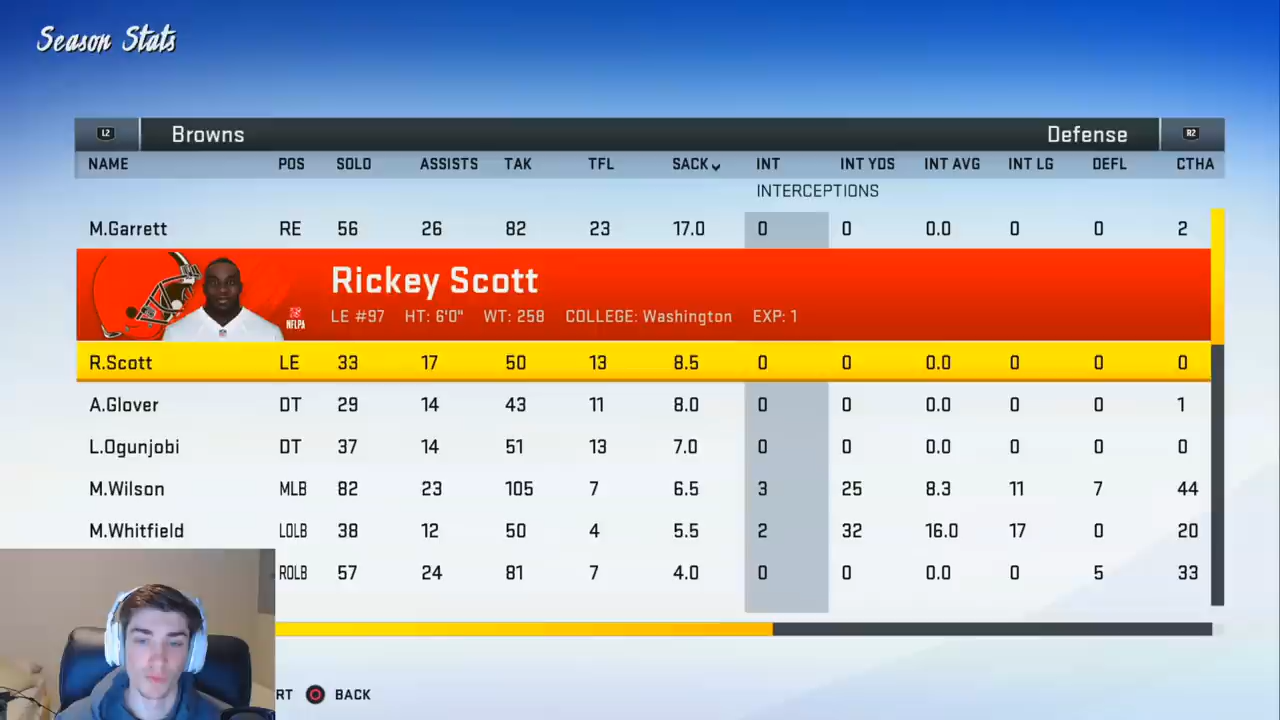 Season Stats
L2 Browns Defense R2
NAME POS SOLO ASSISTS TAK TFL SACK INT INT YDS INT AVG INT LG DEFL CTHA
INTERCEPTIONS
M.Garrett RE 56 26 82 23 17.0 0 0 0.0 0 0 2
Rickey Scott
LE #97 HT: 6'0" WT: 258 COLLEGE: Washington EXP: 1
NFLPA
R.Scott LE 33 17 50 13 8.5 0 0 0.0 0 0 0
A.Glover DT 29 14 43 11 8.0 0 0 0.0 0 0 1
L.Ogunjobi DT 37 14 51 13 7.0 0 0 0.0 0 0 0
M.Wilson MLB 82 23 105 7 6.5 3 25 8.3 11 7 44
M.Whitfield LOLB 38 12 50 4 5.5 2 32 16.0 17 0 20
ROLB 57 24 81 7 4.0 0 0 0.0 0 5 33
RT BACK